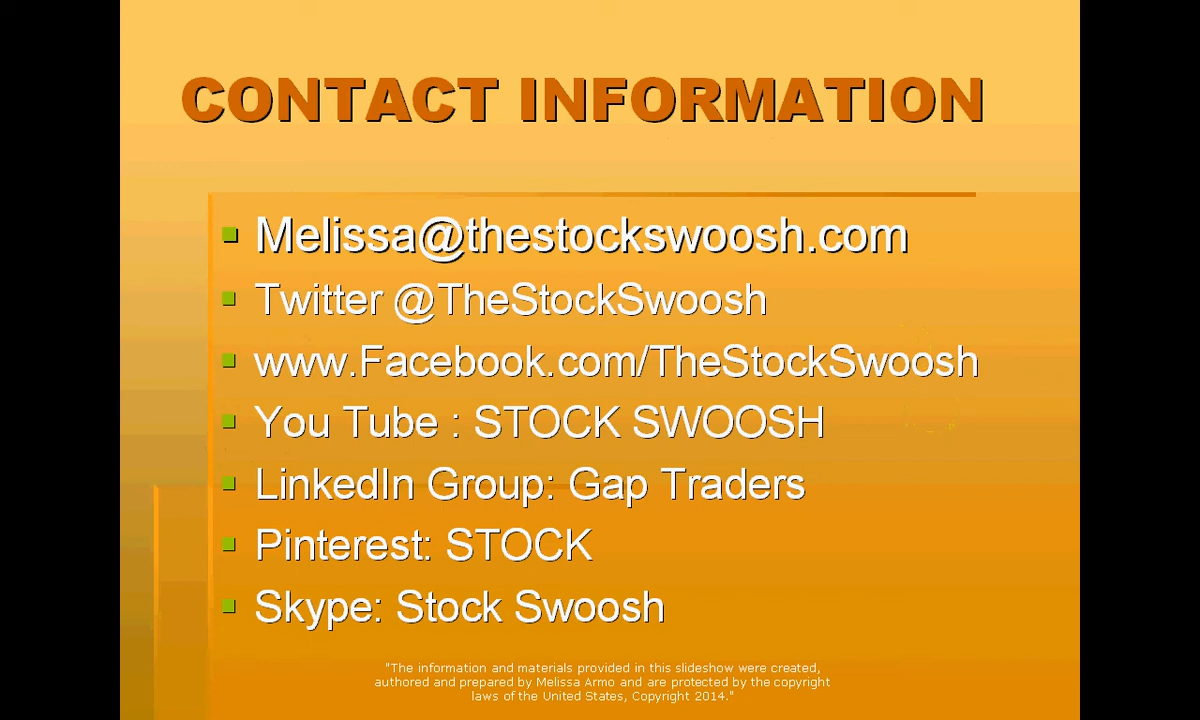 CONTACT INFORMATION
Melissa@thestockswoosh.com
Twitter @TheStockSwoosh
www.Facebook.com/TheStockSwoosh
You Tube : STOCK SWOOSH
LinkedIn Group: Gap Traders
Pinterest: STOCK
Skype: Stock Swoosh
"The information and materials provided in this slideshow were created,
authored and prepared by Melissa Armo and are protected by the copyright
laws of the United States, Copyright 2014."